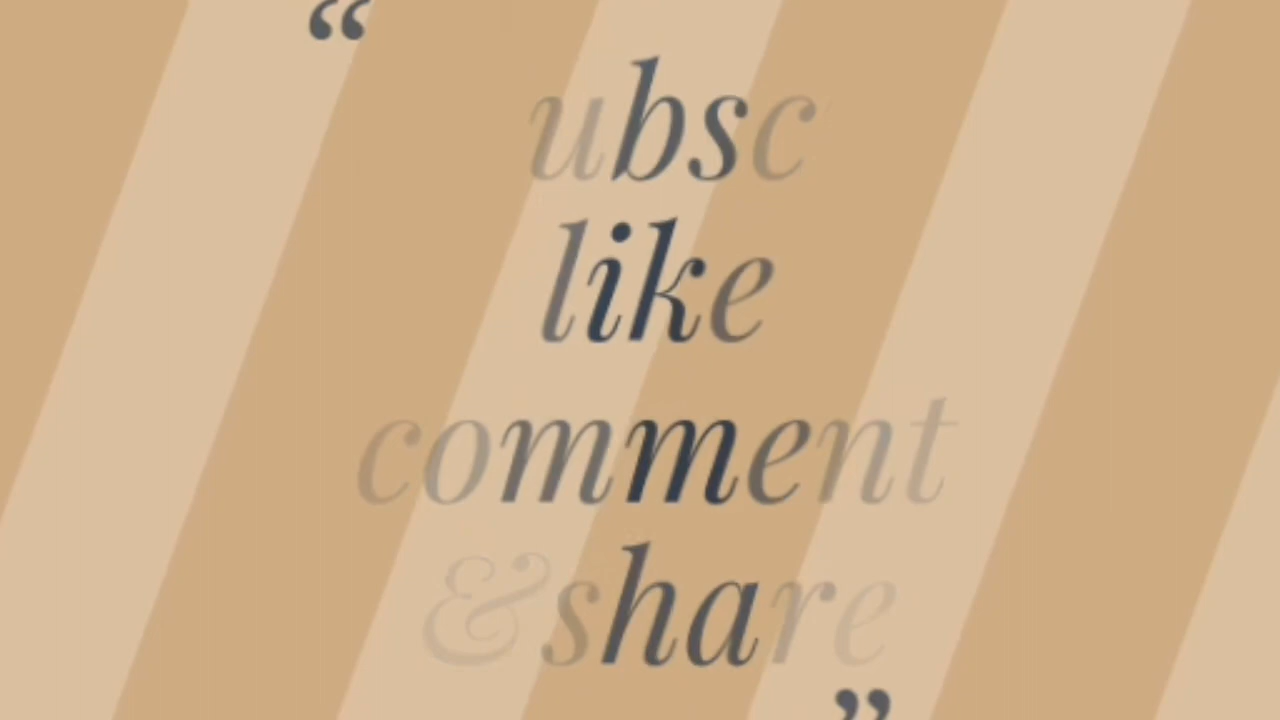 “
ubsc
like
comment
& share
”